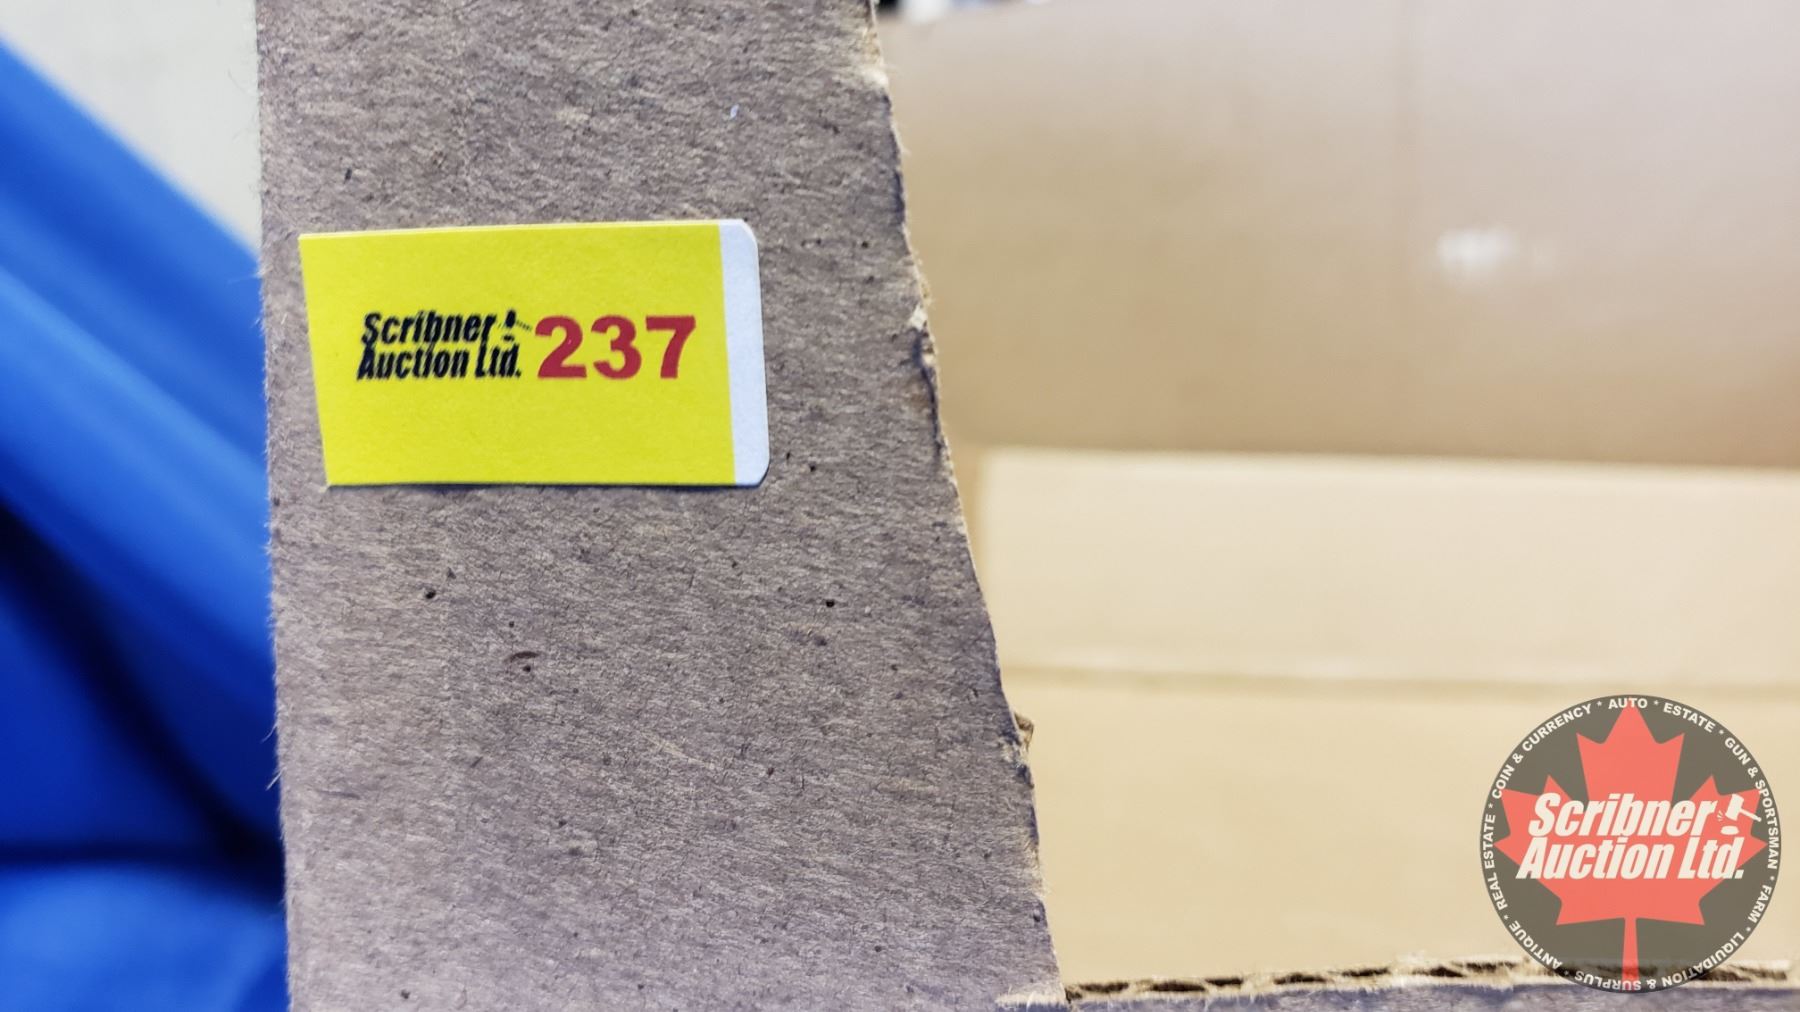 Scribner
Auction Ltd.
237
COIN & CURRENCY * AUTO * ESTATE * GUN & SPORTSMAN * FARM * LIQUIDATION & SURPLUS * ANTIQUE * REAL ESTATE *
Scribner
Auction Ltd.